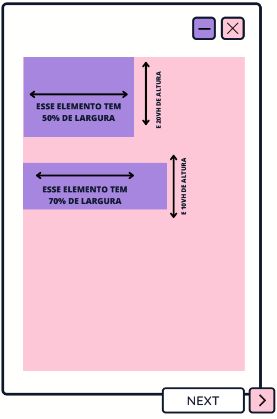 ESSE ELEMENTO TEM
50% DE LARGURA
E 20VH DE ALTURA
ESSE ELEMENTO TEM
70% DE LARGURA
E 10VH DE ALTURA
NEXT